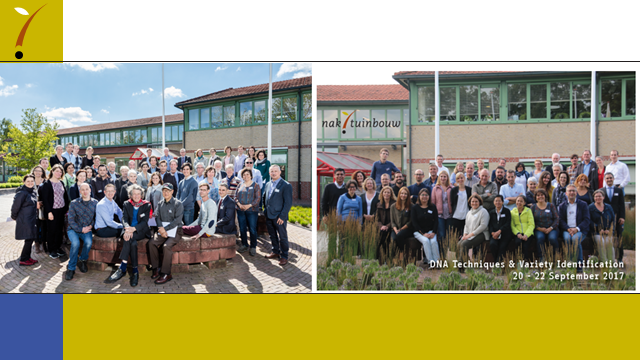 nak tuinbouw
DNA Techniques & Variety Identification
20 - 22 September 2017